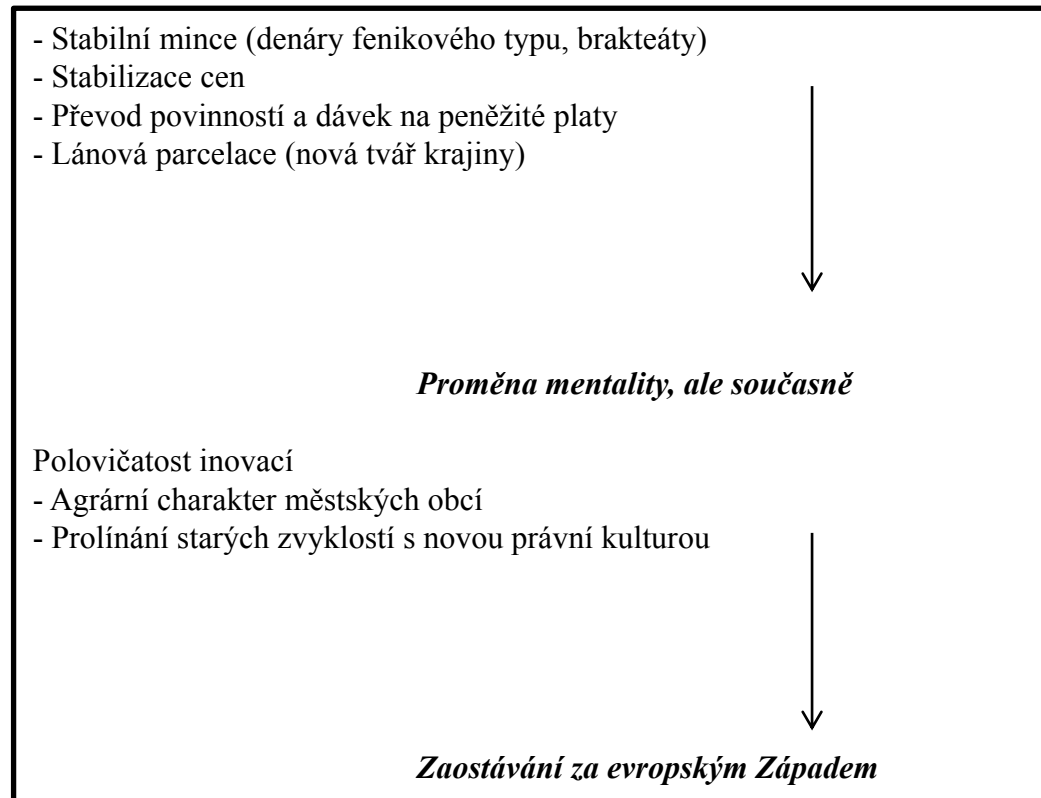 - Stabilní mince (denáry fenikového typu, brakteáty)
- Stabilizace cen
- Převod povinností a dávek na peněžité platy
- Lánová parcelace (nová tvář krajiny)
Proměna mentality, ale současně
Polovičatost inovací
- Agrární charakter městských obcí
- Prolínání starých zvyklostí s novou právní kulturou
Zaostávání za evropským Západem